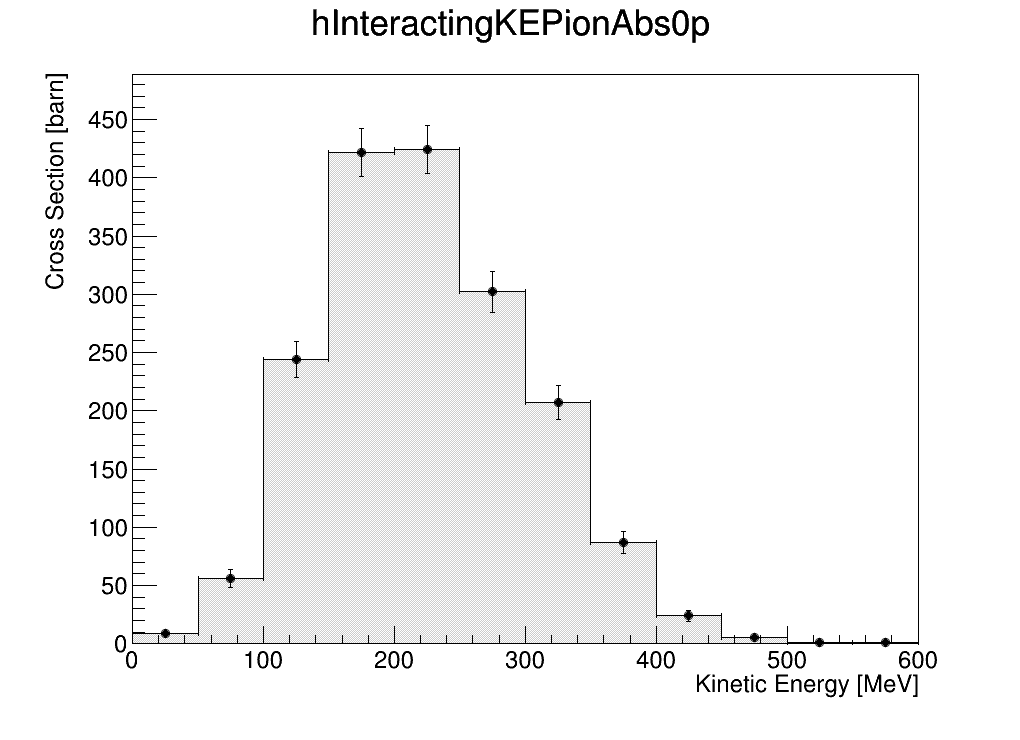 hInteractingKEPionAbs0p
Cross Section [barn]
450
400
350
300
250
200
150
100
50
0
0 100 200 300 400 500 600
Kinetic Energy [MeV]